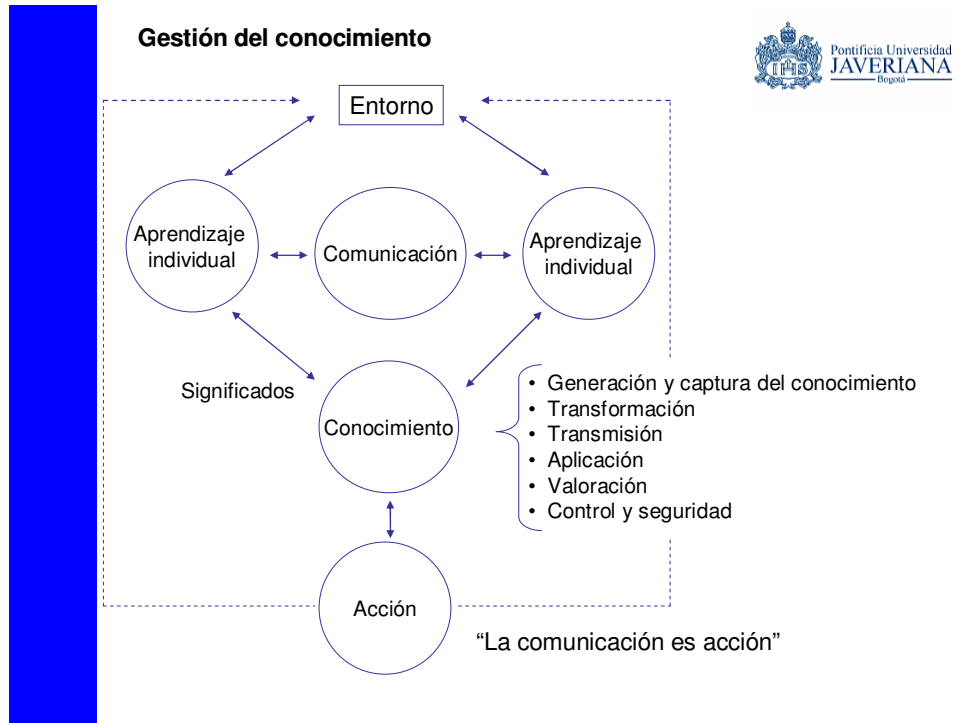 Gestión del conocimiento
Pontificia Universidad
JAVERIANA
Bogotá
IHS
Entorno
Aprendizaje
individual
Comunicación
Aprendizaje
individual
Significados
Conocimiento
• Generación y captura del conocimiento
• Transformación
• Transmisión
• Aplicación
• Valoración
• Control y seguridad
Acción
“La comunicación es acción”